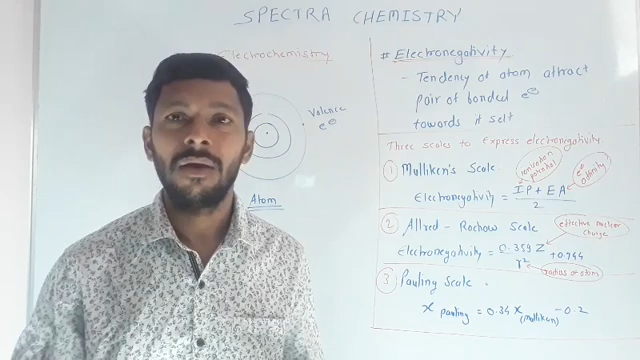 SPECTRA CHEMISTRY
Electrochemistry
Valence
e⊖
Atom
# Electronegativity
- Tendency of atom attract
pair of bonded e⊖
towards it self
Three scales to express electronegativity
① Mulliken's Scale
ionisation potential
e⊖ affinity
Electronegativity = IP + EA / 2
② Allred - Rochow Scale
effective nuclear charge
Electronegativity = 0.359 Z / r² + 0.744
radius of atom
③ Pauling Scale.
X pauling = 0.34 X (Mulliken) - 0.2